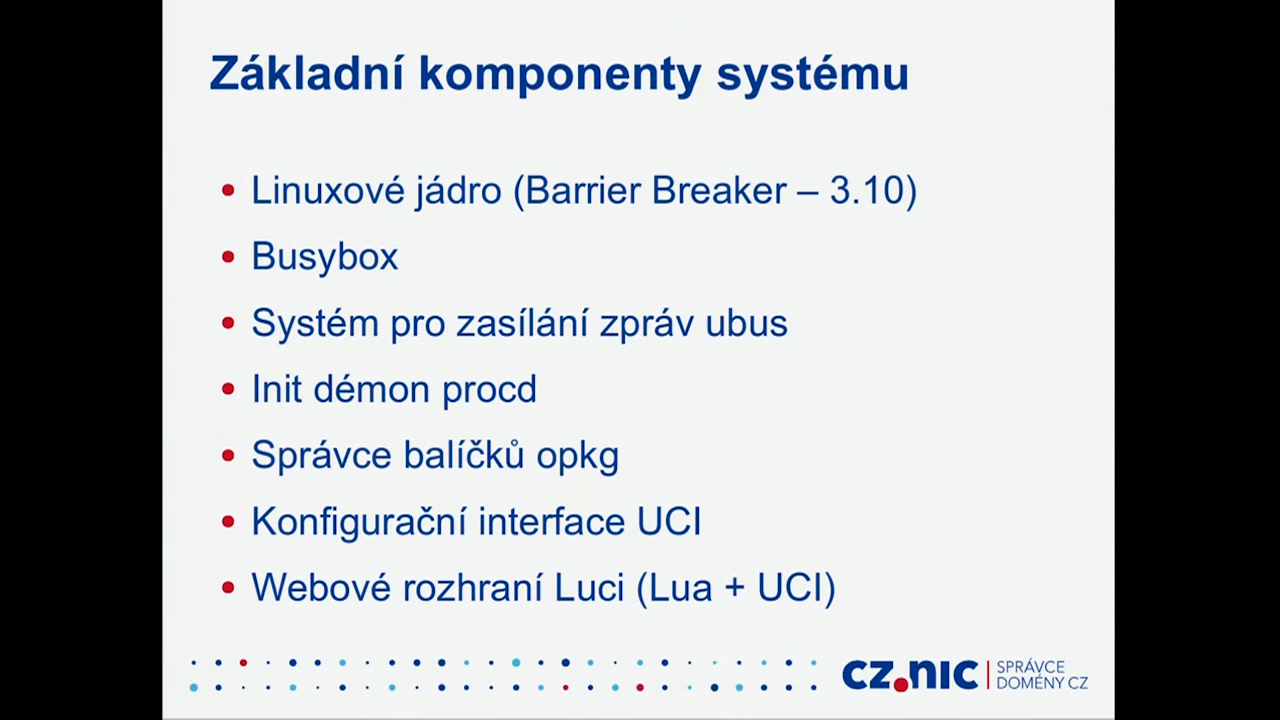 Základní komponenty systému
• Linuxové jádro (Barrier Breaker – 3.10)
• Busybox
• Systém pro zasílání zpráv ubus
• Init démon procd
• Správce balíčků opkg
• Konfigurační interface UCI
• Webové rozhraní Luci (Lua + UCI)
CZ.NIC | SPRÁVCE
DOMÉNY CZ